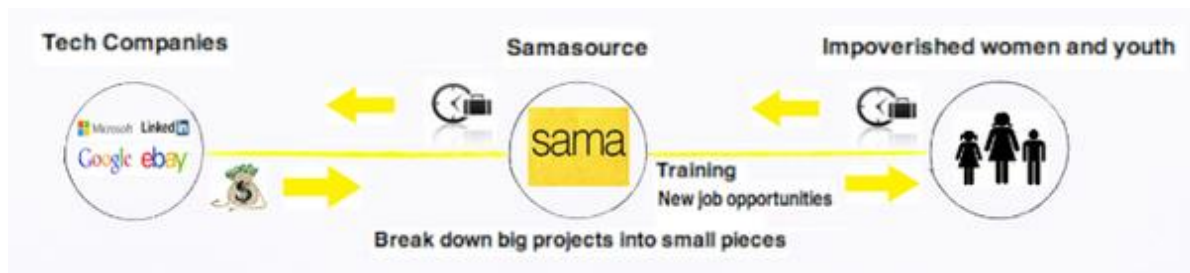 Tech Companies
Samasource
Impoverished women and youth
Microsoft LinkedIn
Google ebay
sama
$
Training
New job opportunities
Break down big projects into small pieces